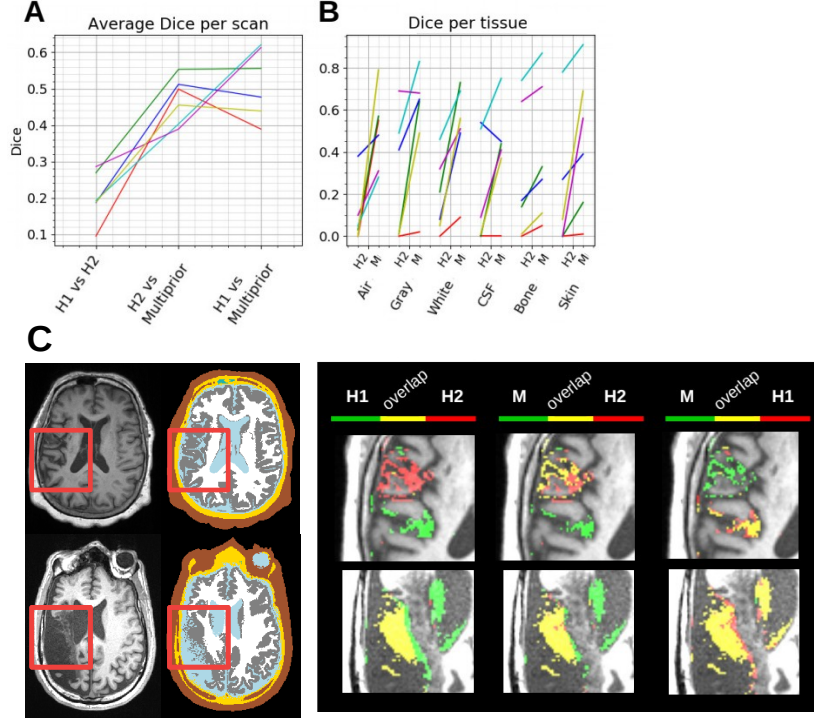 A
Average Dice per scan
Dice
0.6
0.5
0.4
0.3
0.2
0.1
H1 vs H2
H2 vs
Multiprior
H1 vs
Multiprior
B
Dice per tissue
0.8
0.6
0.4
0.2
0.0
H2 M H2 M H2 M H2 M H2 M H2 M
Air Gray White CSF Bone Skin
C
H1 overlap H2
M overlap H2
M overlap H1